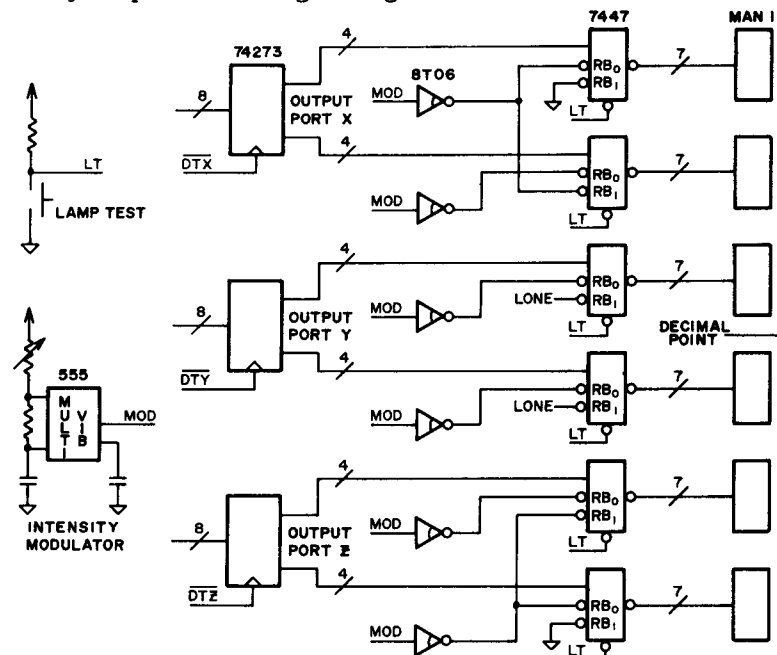 7447
MAN 1
74273
4
8T06
8
OUTPUT
PORT X
MOD
RB0
RB1
7
LT
4
DTX
LT
LAMP TEST
MOD
RB0
RB1
7
LT
4
8
OUTPUT
PORT Y
MOD
LONE
RB0
RB1
7
LT
DECIMAL
POINT
4
DTY
555
MULTI
VIB
MOD
MOD
LONE
RB0
RB1
7
LT
4
INTENSITY
MODULATOR
8
OUTPUT
PORT Z
MOD
RB0
RB1
7
LT
4
DTZ
MOD
RB0
RB1
7
LT